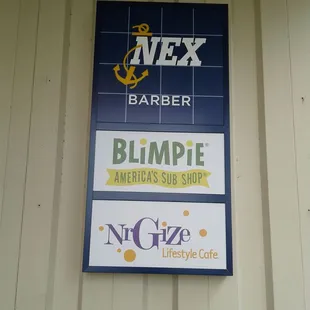 NEX
BARBER
BLiMPiE®
AMERiCA'S SUB SHOP
NrGize
Lifestyle Cafe